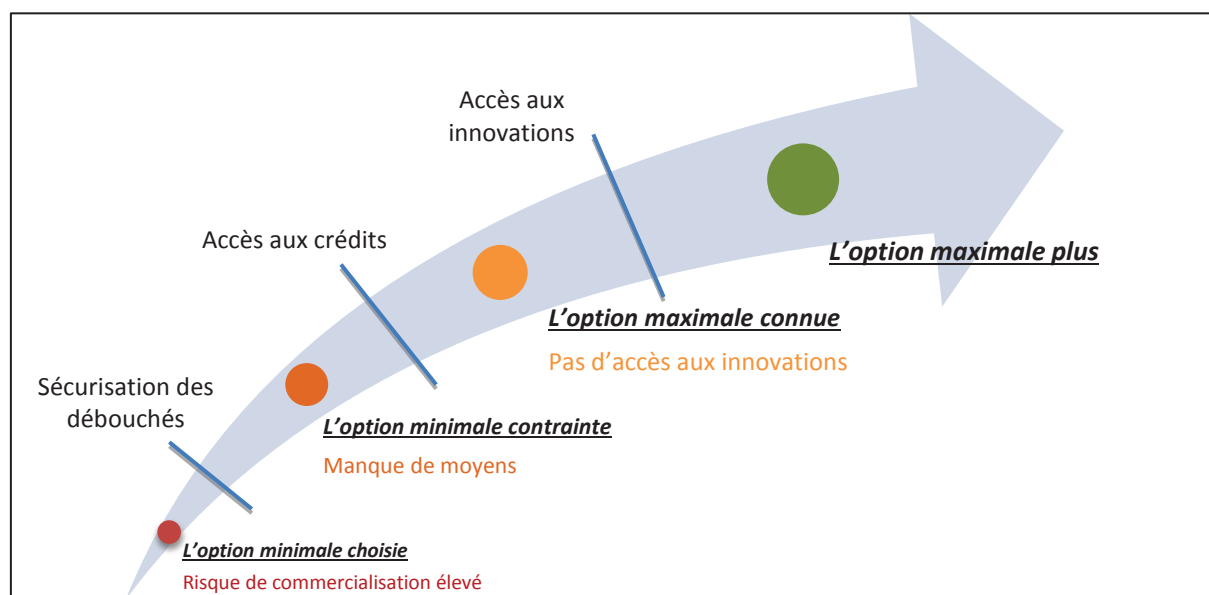 Accès aux
innovations
L'option maximale plus
Accès aux crédits
L'option maximale connue
Pas d'accès aux innovations
Sécurisation des
débouchés
L'option minimale contrainte
Manque de moyens
L'option minimale choisie
Risque de commercialisation élevé